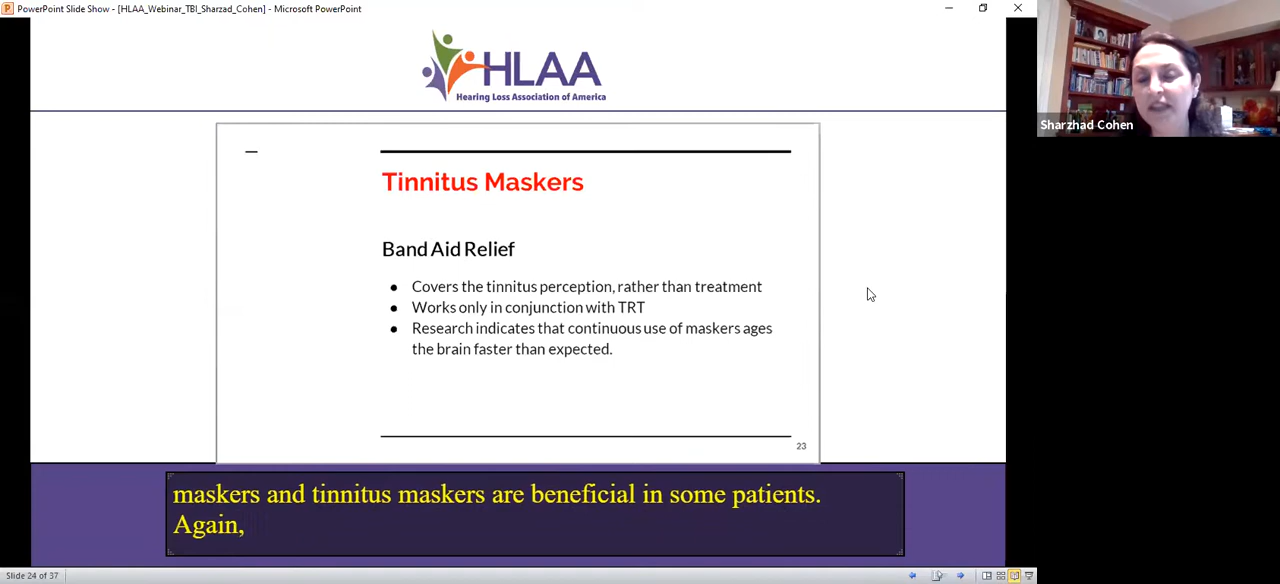 PowerPoint Slide Show - [HLAA_Webinar_TBI_Sharzad_Cohen] - Microsoft PowerPoint
HLAA
Hearing Loss Association of America
Sharzhad Cohen
Tinnitus Maskers
Band Aid Relief
● Covers the tinnitus perception, rather than treatment
● Works only in conjunction with TRT
● Research indicates that continuous use of maskers ages
the brain faster than expected.
23
maskers and tinnitus maskers are beneficial in some patients.
Again,
Slide 24 of 37